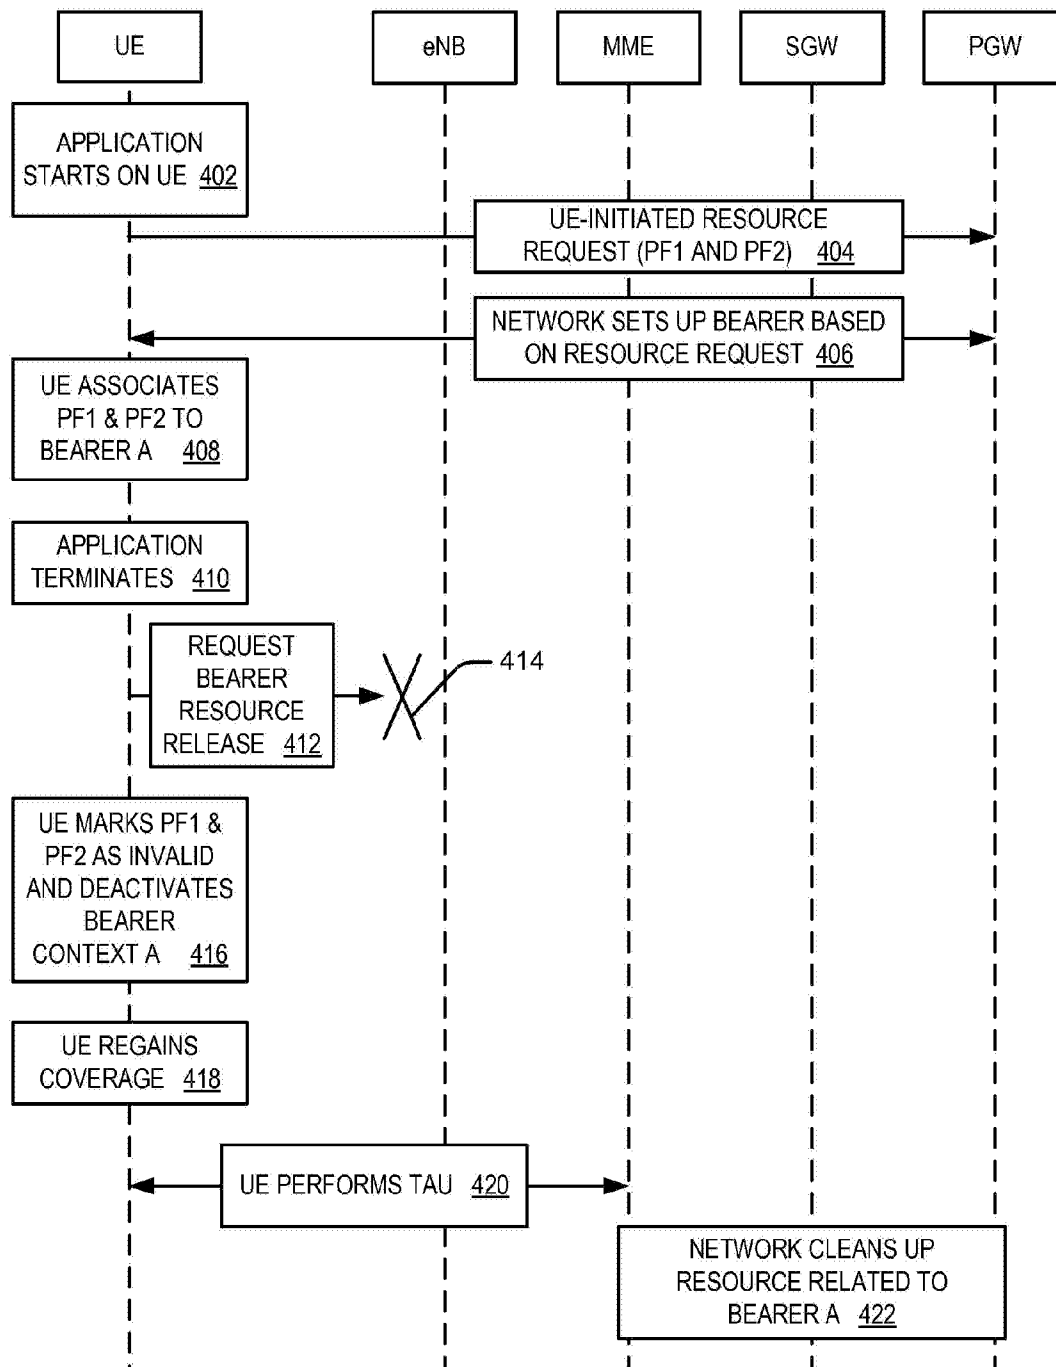 UE
eNB
MME
SGW
PGW
APPLICATION
STARTS ON UE 402
UE-INITIATED RESOURCE
REQUEST (PF1 AND PF2) 404
NETWORK SETS UP BEARER BASED
ON RESOURCE REQUEST 406
UE ASSOCIATES
PF1 & PF2 TO
BEARER A 408
APPLICATION
TERMINATES 410
REQUEST
BEARER
RESOURCE
RELEASE 412
414
UE MARKS PF1 &
PF2 AS INVALID
AND DEACTIVATES
BEARER
CONTEXT A 416
UE REGAINS
COVERAGE 418
UE PERFORMS TAU 420
NETWORK CLEANS UP
RESOURCE RELATED TO
BEARER A 422